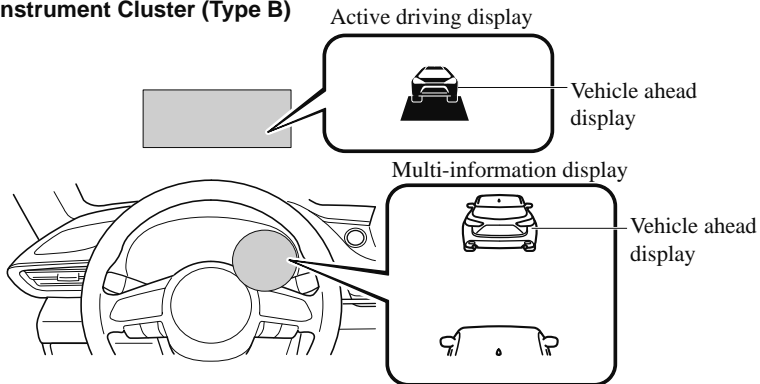 nstrument Cluster (Type B)
Active driving display
Vehicle ahead
display
Multi-information display
Vehicle ahead
display